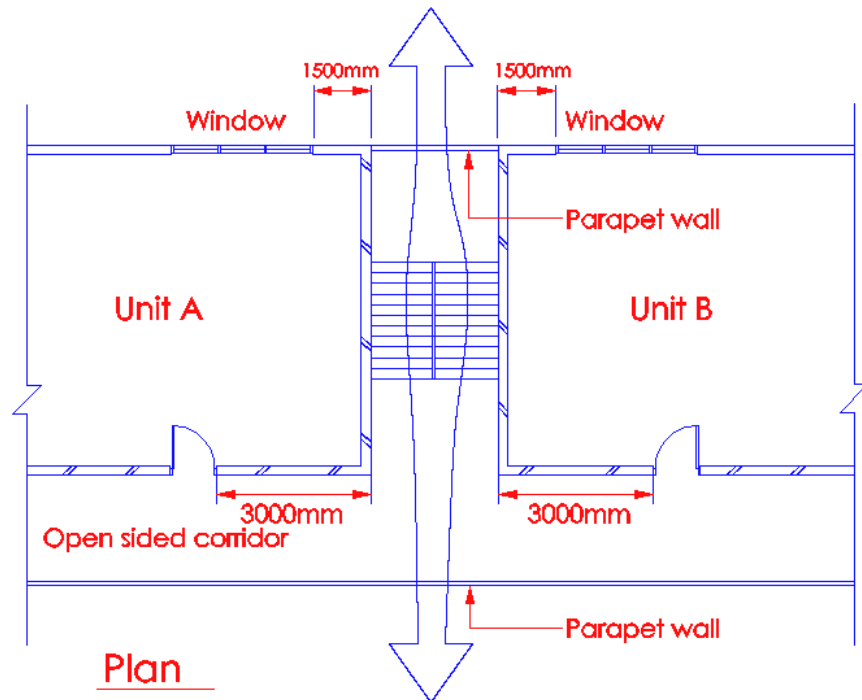 1500mm
1500mm
Window
Window
Parapet wall
Unit A
Unit B
3000mm
3000mm
Open sided corridor
Parapet wall
Plan